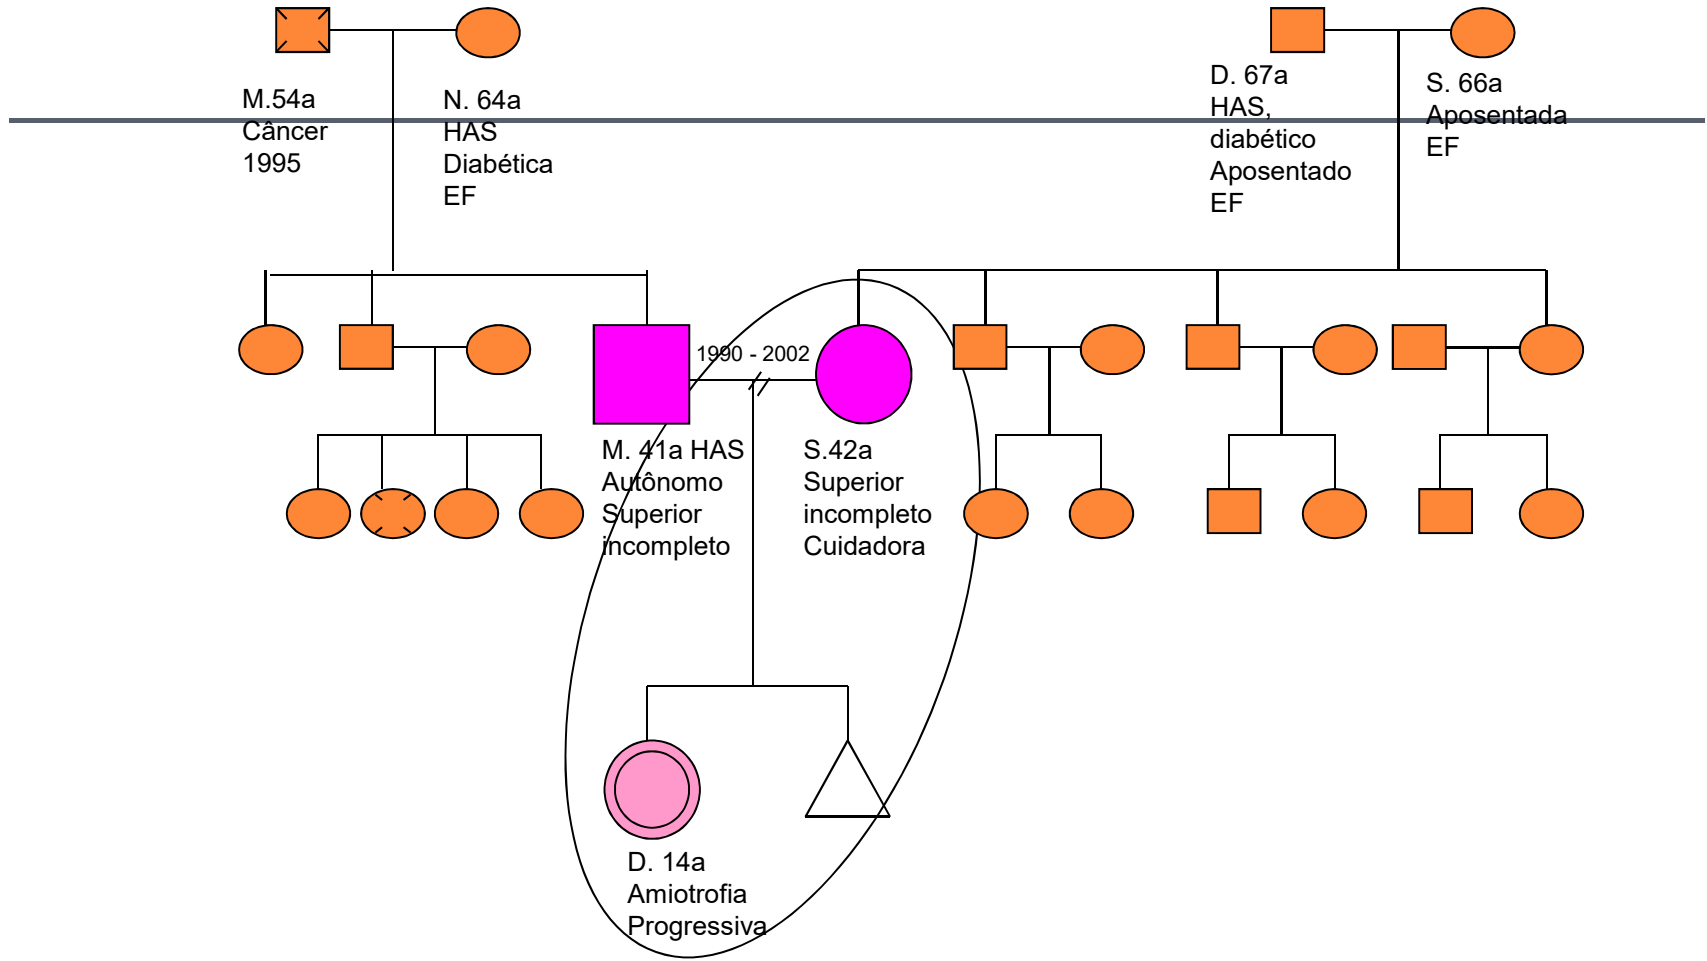 M.54a
Câncer
1995
N. 64a
HAS
Diabética
EF
D. 67a
HAS,
diabético
Aposentado
EF
S. 66a
Aposentada
EF
1990 - 2002
M. 41a HAS
Autônomo
Superior
incompleto
S.42a
Superior
incompleto
Cuidadora
D. 14a
Amiotrofia
Progressiva